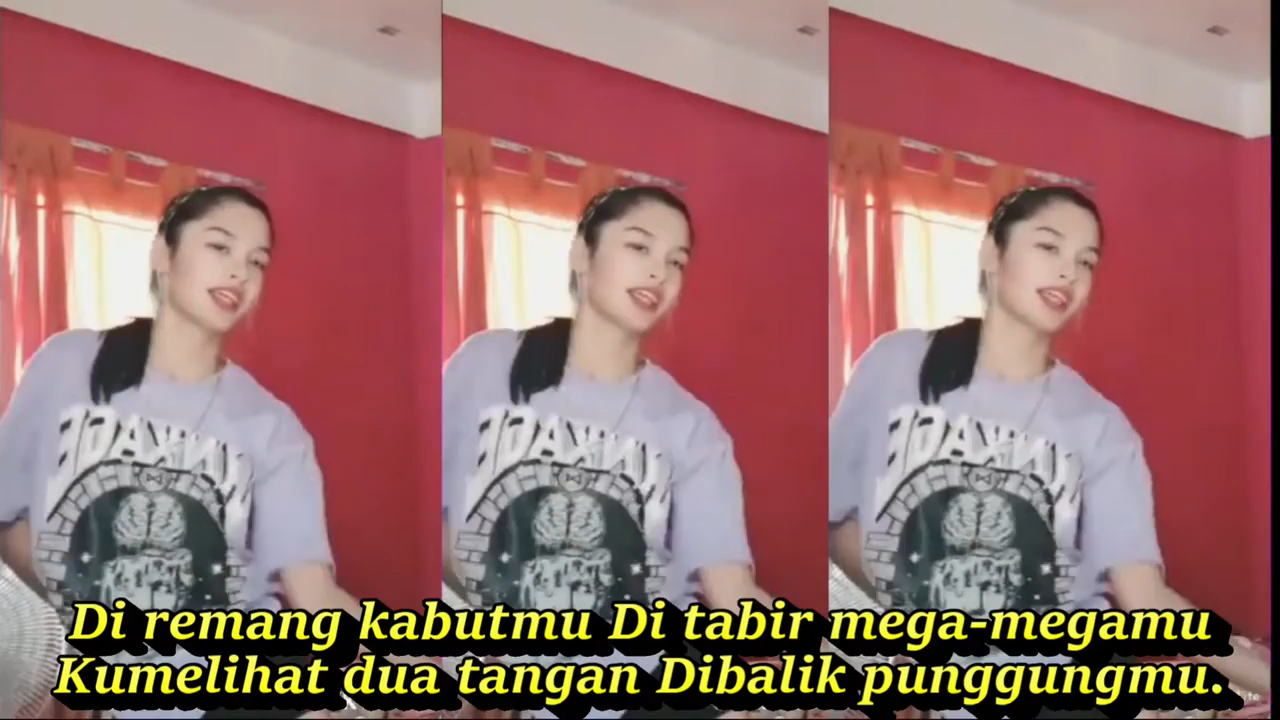 Di remang kabutmu Di tabir mega-megamu
Kumelihat dua tangan Dibalik punggungmu.